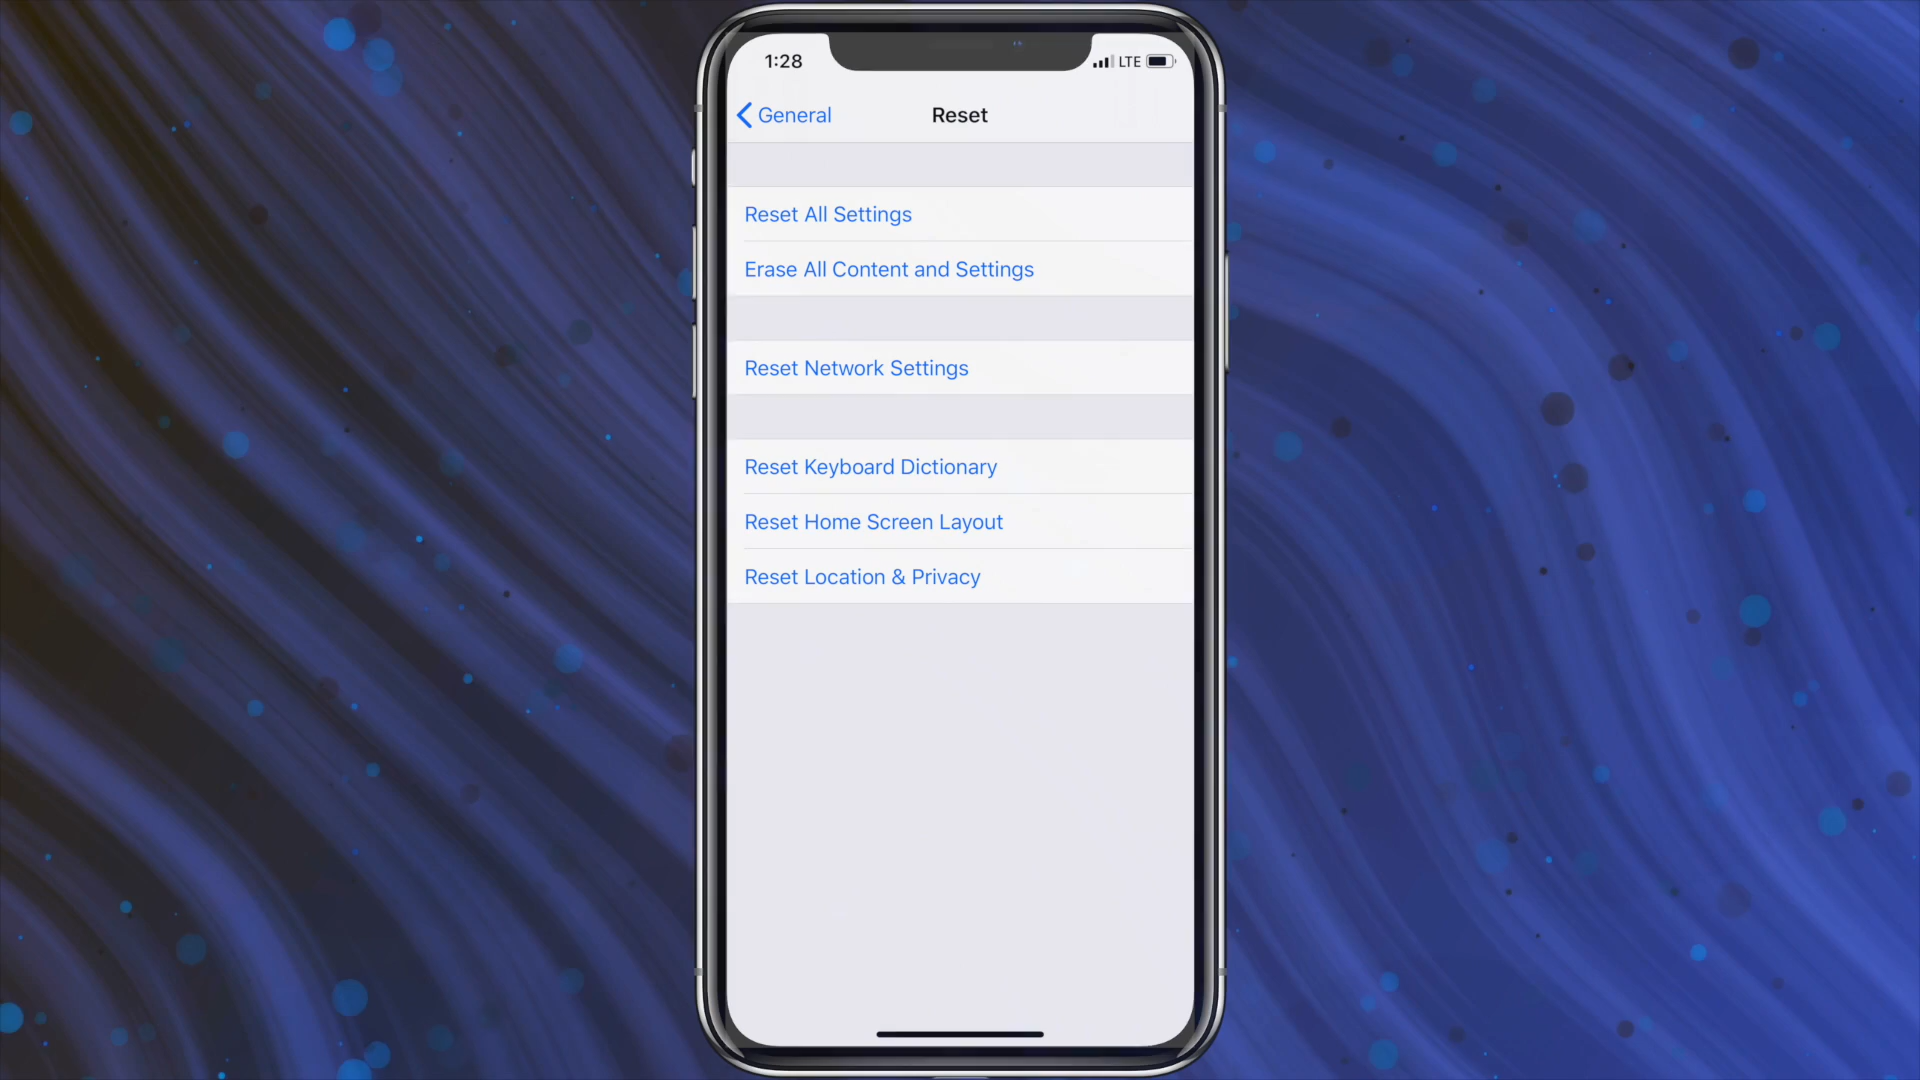 1:28
LTE
General
Reset
Reset All Settings
Erase All Content and Settings
Reset Network Settings
Reset Keyboard Dictionary
Reset Home Screen Layout
Reset Location & Privacy